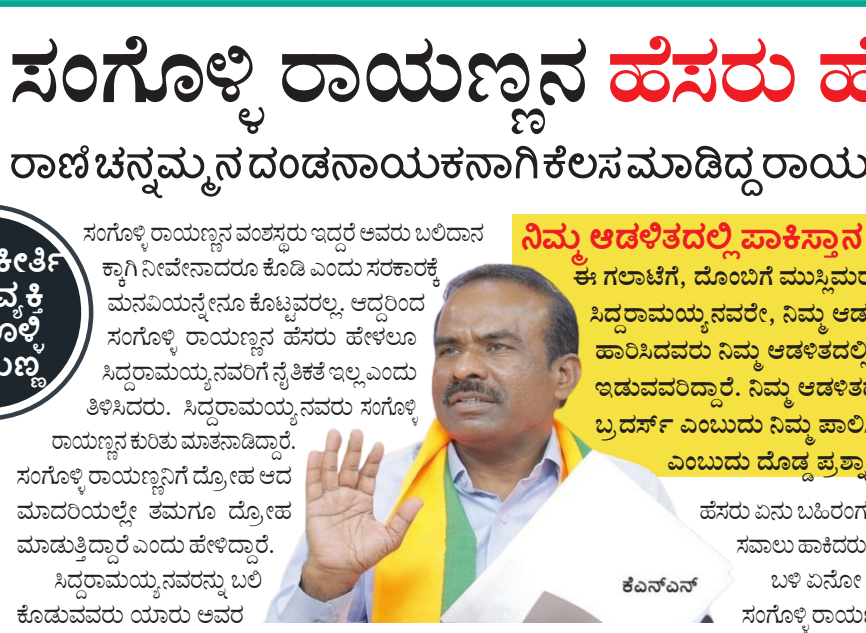 ಸಂಗೊಳ್ಳಿ ರಾಯಣ್ಣನ ಹೆಸರು
ರಾಣಿ ಚನ್ನಮ್ಮನ ದಂಡನಾಯಕನಾಗಿ ಕೆಲಸ ಮಾಡಿದ್ದ ರಾಯ
ಕೀರ್ತಿ
ವ್ಯಕ್ತಿ
ೊಳ್ಳಿ
ಣ್ಣ
ಸಂಗೊಳ್ಳಿ ರಾಯಣ್ಣನ ವಂಶಸ್ಥರು ಇದ್ದರೆ ಅವರು ಬಲಿದಾನ
ಕ್ಕಾಗಿ ನೀವೇನಾದರೂ ಕೊಡಿ ಎಂದು ಸರಕಾರಕ್ಕೆ
ಮನವಿಯನ್ನೇನೂ ಕೊಟ್ಟವರಲ್ಲ. ಆದ್ದರಿಂದ
ಸಂಗೊಳ್ಳಿ ರಾಯಣ್ಣನ ಹೆಸರು ಹೇಳಲೂ
ಸಿದ್ದರಾಮಯ್ಯನವರಿಗೆ ನೈತಿಕತೆ ಇಲ್ಲ ಎಂದು
ತಿಳಿಸಿದರು. ಸಿದ್ದರಾಮಯ್ಯನವರು ಸಂಗೊಳ್ಳಿ
ರಾಯಣ್ಣನ ಕುರಿತು ಮಾತನಾಡಿದ್ದಾರೆ.
ಸಂಗೊಳ್ಳಿ ರಾಯಣ್ಣನಿಗೆ ದ್ರೋಹ ಆದ
ಮಾದರಿಯಲ್ಲೇ ತಮಗೂ ದ್ರೋಹ
ಮಾಡುತ್ತಿದ್ದಾರೆ ಎಂದು ಹೇಳಿದ್ದಾರೆ.
ಸಿದ್ದರಾಮಯ್ಯನವರನ್ನು ಬಲಿ
ಕೊಡುವವರು ಯಾರು ಅವರ
ನಿಮ್ಮ ಆಡಳಿತದಲ್ಲಿ ಪಾಕಿಸ್ತಾನ
ಈ ಗಲಾಟೆಗೆ, ದೊಂಬಿಗೆ ಮುಸ್ಲಿಮರ
ಸಿದ್ದರಾಮಯ್ಯನವರೇ, ನಿಮ್ಮ ಆಡ
ಹಾರಿಸಿದವರು ನಿಮ್ಮ ಆಡಳಿತದಲ್ಲಿ
ಇಡುವವರಿದ್ದಾರೆ. ನಿಮ್ಮ ಆಡಳಿತ
ಬ್ರದರ್ಸ್ ಎಂಬುದು ನಿಮ್ಮ ಪಾಲಿ
ಎಂಬುದು ದೊಡ್ಡ ಪ್ರಶ್ನಾ
ಹೆಸರು ಏನು ಬಹಿರಂಗ
ಸವಾಲು ಹಾಕಿದರು
ಬಳಿ ಏನೋ
ಸಂಗೊಳ್ಳಿ ರಾಯ
ಕೆಎನ್ಎನ್